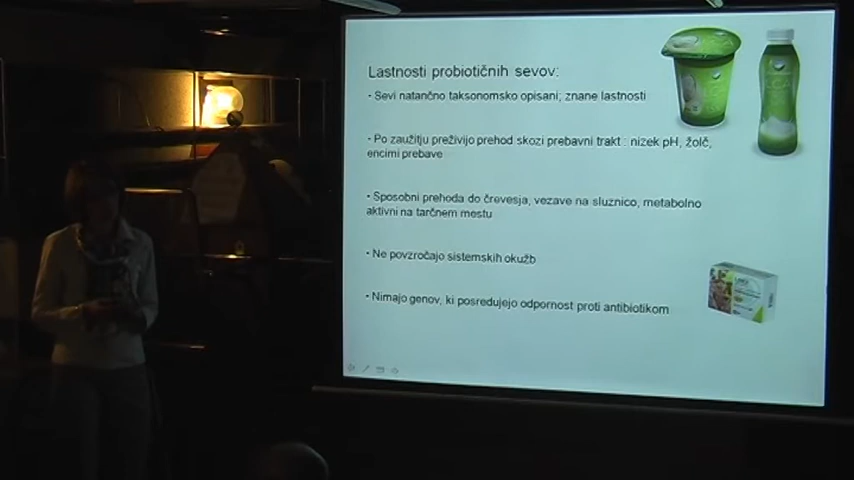 Lastnosti probiotičnih sevov:
- Sevi natančno taksonomsko opisani; znane lastnosti
- Po zaužitju preživijo prehod skozi prebavni trakt : nizek pH, žolč,
encimi prebave
- Sposobni prehoda do črevesja, vezave na sluznico, metabolno
aktivni na tarčnem mestu
- Ne povzročajo sistemskih okužb
- Nimajo genov, ki posredujejo odpornost proti antibiotikom